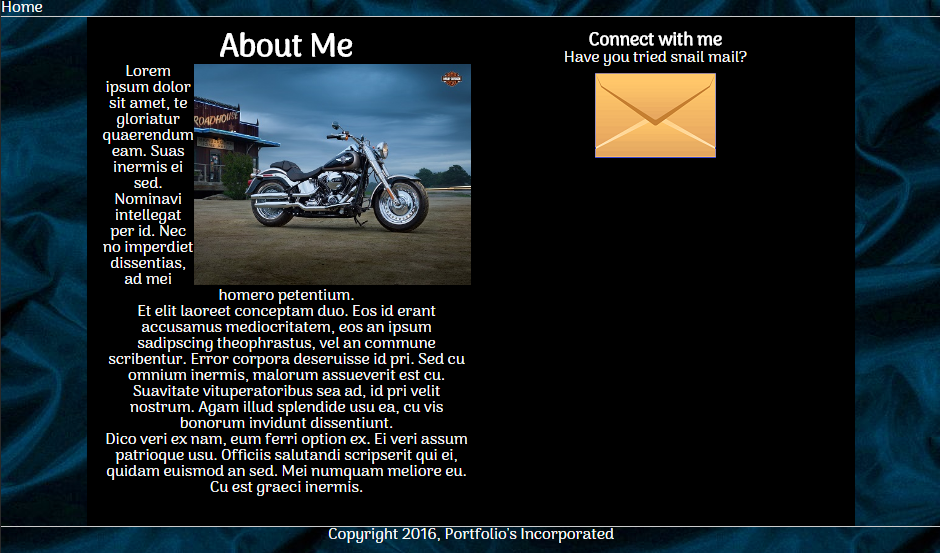 Home
About Me
Lorem
ipsum dolor
sit amet, te
gloriatur
quaerendum
eam. Suas
inermis ei
sed.
Nominavi
intellegat
per id. Nec
no imperdiet
dissentias,
ad mei
homero petentium.
ROADHOUSE
Et elit laoreet conceptam duo. Eos id erant
accusamus mediocritatem, eos an ipsum
sadipscing theophrastus, vel an commune
scribentur. Error corpora deseruisse id pri. Sed cu
omnium inermis, malorum assueverit est cu.
Suavitate vituperatoribus sea ad, id pri velit
nostrum. Agam illud splendide usu ea, cu vis
bonorum invidunt dissentiunt.
Dico veri ex nam, eum ferri option ex. Ei veri assum
patrioque usu. Officiis salutandi scripserit qui ei,
quidam euismod an sed. Mei numquam meliore eu.
Cu est graeci inermis.
Connect with me
Have you tried snail mail?
Copyright 2016, Portfolio's Incorporated